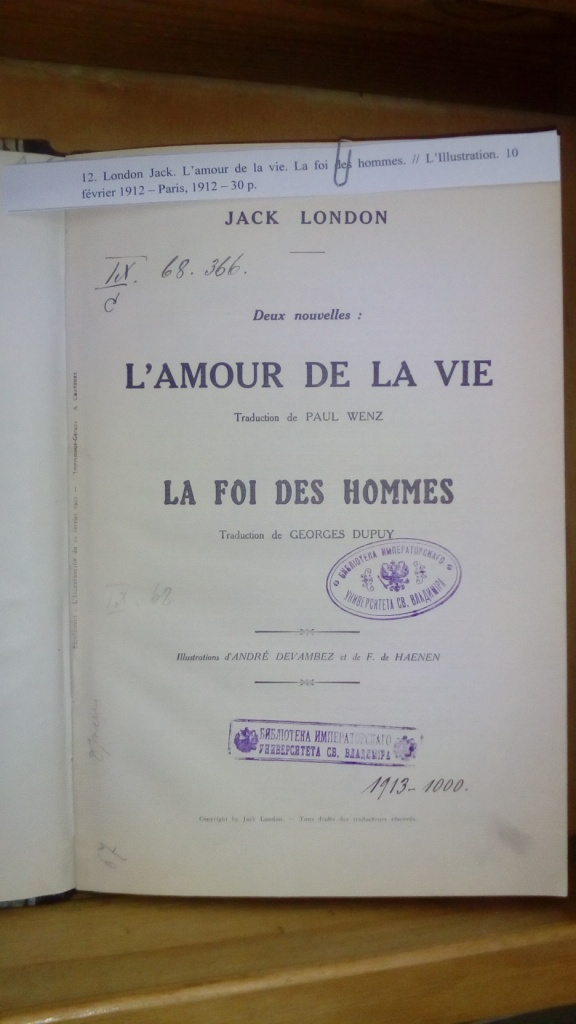 12. London Jack. L'amour de la vie. La foi des hommes. // L'Illustration. 10
février 1912 – Paris, 1912 – 30 p.
JACK LONDON
IX
C
68. 366.
Deux nouvelles :
L'AMOUR DE LA VIE
Traduction de PAUL WENZ
LA FOI DES HOMMES
Traduction de GEORGES DUPUY
БИБЛІОТЕКА ИМПЕРАТОРСКАГО
УНИВЕРСИТЕТА СВ. ВЛАДИМІРА
Illustrations d'ANDRÉ DEVAMBEZ et de F. de HAENEN
БИБЛІОТЕКА ИМПЕРАТОРСКАГО
УНИВЕРСИТЕТА СВ. ВЛАДИМІРА
1913 – 1000.
Copyright by Jack London. — Tous droits des traducteurs réservés.
67